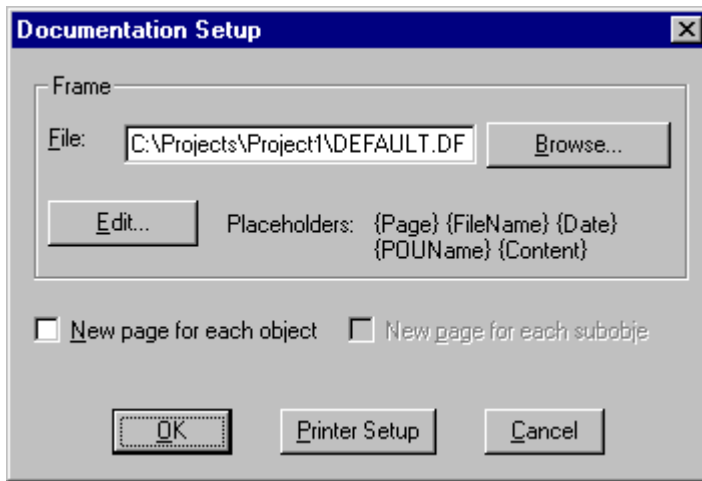 Documentation Setup
Frame
File: C:\Projects\Project1\DEFAULT.DF Browse...
Edit... Placeholders: {Page} {FileName} {Date}
{POUName} {Content}
New page for each object New page for each subobje
OK Printer Setup Cancel